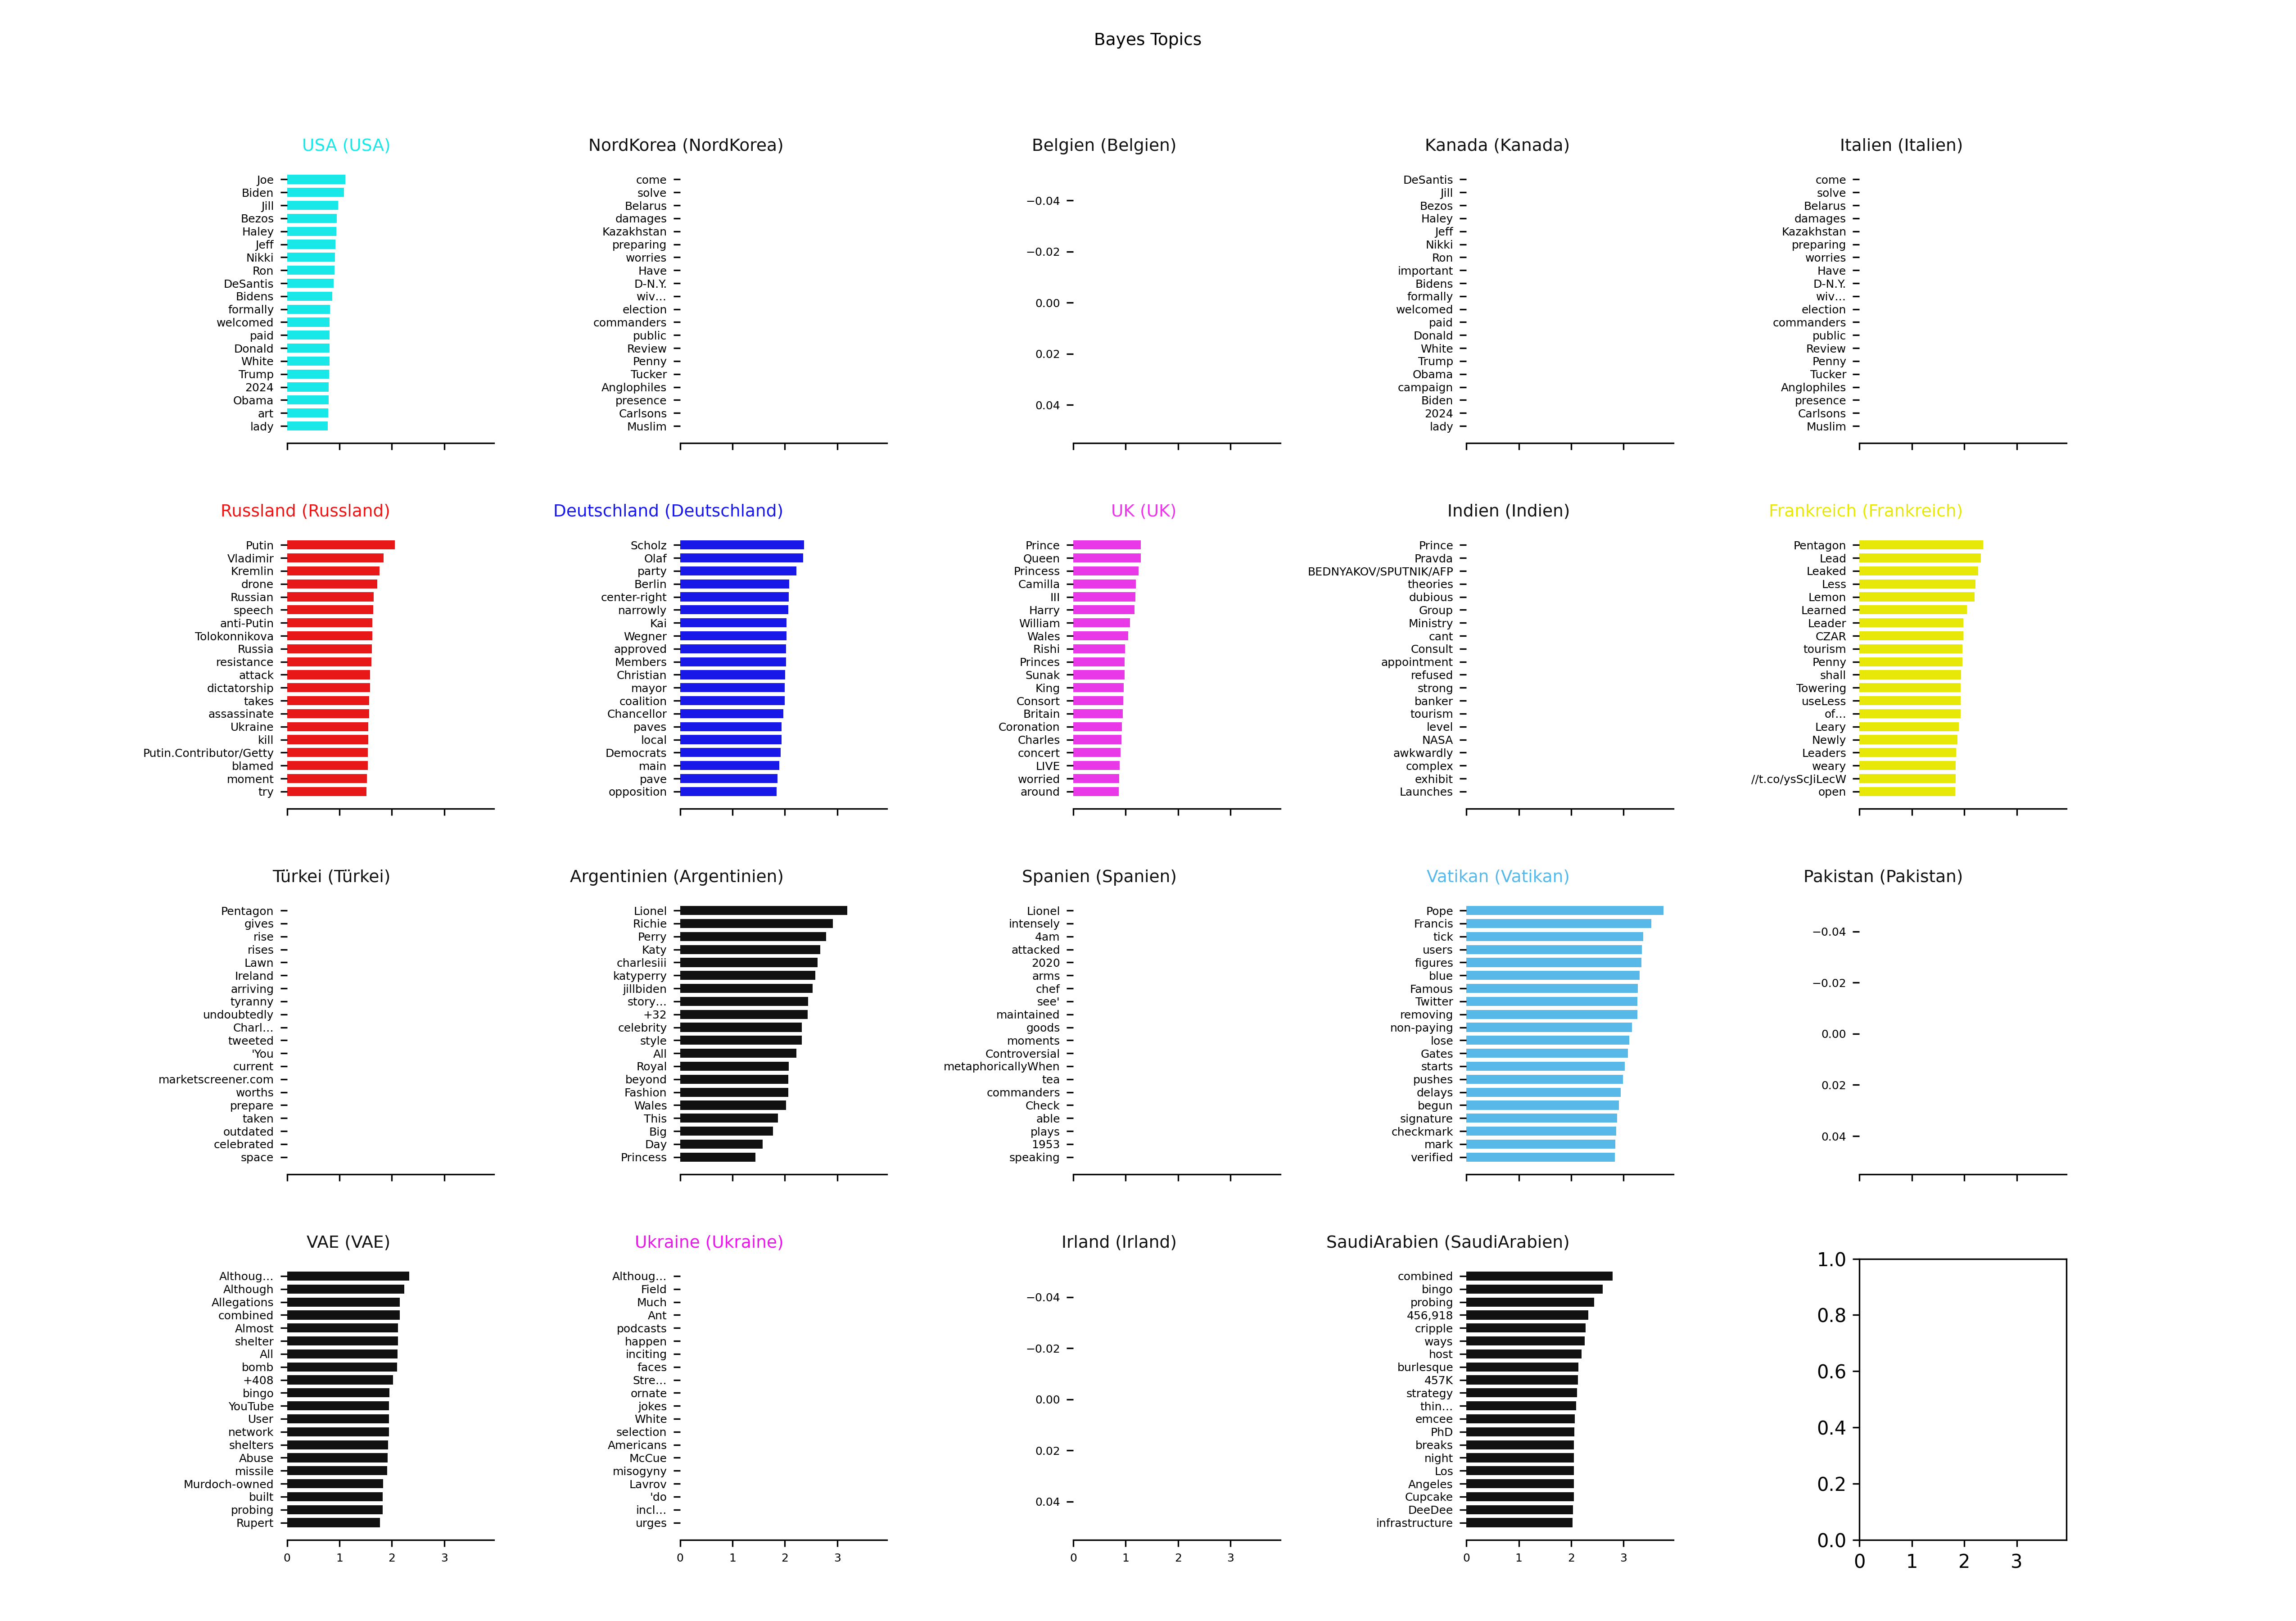 Bayes Topics
USA (USA)
Joe
Biden
Jill
Bezos
Haley
Jeff
Nikki
Ron
DeSantis
Bidens
formally
welcomed
paid
Donald
White
Trump
2024
Obama
art
lady
NordKorea (NordKorea)
come
solve
Belarus
damages
Kazakhstan
preparing
worries
Have
D-N.Y.
wiv...
election
commanders
public
Review
Penny
Tucker
Anglophiles
presence
Carlsons
Muslim
Belgien (Belgien)
−0.04
−0.02
0.00
0.02
0.04
Kanada (Kanada)
DeSantis
Jill
Bezos
Haley
Jeff
Nikki
Ron
important
Bidens
formally
welcomed
paid
Donald
White
Trump
Obama
campaign
Biden
2024
lady
Italien (Italien)
come
solve
Belarus
damages
Kazakhstan
preparing
worries
Have
D-N.Y.
wiv...
election
commanders
public
Review
Penny
Tucker
Anglophiles
presence
Carlsons
Muslim
Russland (Russland)
Putin
Vladimir
Kremlin
drone
Russian
speech
anti-Putin
Tolokonnikova
Russia
resistance
attack
dictatorship
takes
assassinate
Ukraine
kill
Putin.Contributor/Getty
blamed
moment
try
Deutschland (Deutschland)
Scholz
Olaf
party
Berlin
center-right
narrowly
Kai
Wegner
approved
Members
Christian
mayor
coalition
Chancellor
paves
local
Democrats
main
pave
opposition
UK (UK)
Prince
Queen
Princess
Camilla
III
Harry
William
Wales
Rishi
Princes
Sunak
King
Consort
Britain
Coronation
Charles
concert
LIVE
worried
around
Indien (Indien)
Prince
Pravda
BEDNYAKOV/SPUTNIK/AFP
theories
dubious
Group
Ministry
cant
Consult
appointment
refused
strong
banker
tourism
level
NASA
awkwardly
complex
exhibit
Launches
Frankreich (Frankreich)
Pentagon
Lead
Leaked
Less
Lemon
Learned
Leader
CZAR
tourism
Penny
shall
Towering
useLess
of...
Leary
Newly
Leaders
weary
//t.co/ysScJiLecW
open
Türkei (Türkei)
Pentagon
gives
rise
rises
Lawn
Ireland
arriving
tyranny
undoubtedly
Charl...
tweeted
'You
current
marketscreener.com
worths
prepare
taken
outdated
celebrated
space
Argentinien (Argentinien)
Lionel
Richie
Perry
Katy
charlesiii
katyperry
jillbiden
story...
+32
celebrity
style
All
Royal
beyond
Fashion
Wales
This
Big
Day
Princess
Spanien (Spanien)
Lionel
intensely
4am
attacked
2020
arms
chef
see'
maintained
goods
moments
Controversial
metaphoricallyWhen
tea
commanders
Check
able
plays
1953
speaking
Vatikan (Vatikan)
Pope
Francis
tick
users
figures
blue
Famous
Twitter
removing
non-paying
lose
Gates
starts
pushes
delays
begun
signature
checkmark
mark
verified
Pakistan (Pakistan)
−0.04
−0.02
0.00
0.02
0.04
VAE (VAE)
Althoug...
Although
Allegations
combined
Almost
shelter
All
bomb
+408
bingo
YouTube
User
network
shelters
Abuse
missile
Murdoch-owned
built
probing
Rupert
0 1 2 3
Ukraine (Ukraine)
Althoug...
Field
Much
Ant
podcasts
happen
inciting
faces
Stre...
ornate
jokes
White
selection
Americans
McCue
misogyny
Lavrov
'do
incl...
urges
0 1 2 3
Irland (Irland)
−0.04
−0.02
0.00
0.02
0.04
0 1 2 3
SaudiArabien (SaudiArabien)
combined
bingo
probing
456,918
cripple
ways
host
burlesque
457K
strategy
thin...
emcee
PhD
breaks
night
Los
Angeles
Cupcake
DeeDee
infrastructure
0 1 2 3
1.0
0.8
0.6
0.4
0.2
0.0
0 1 2 3